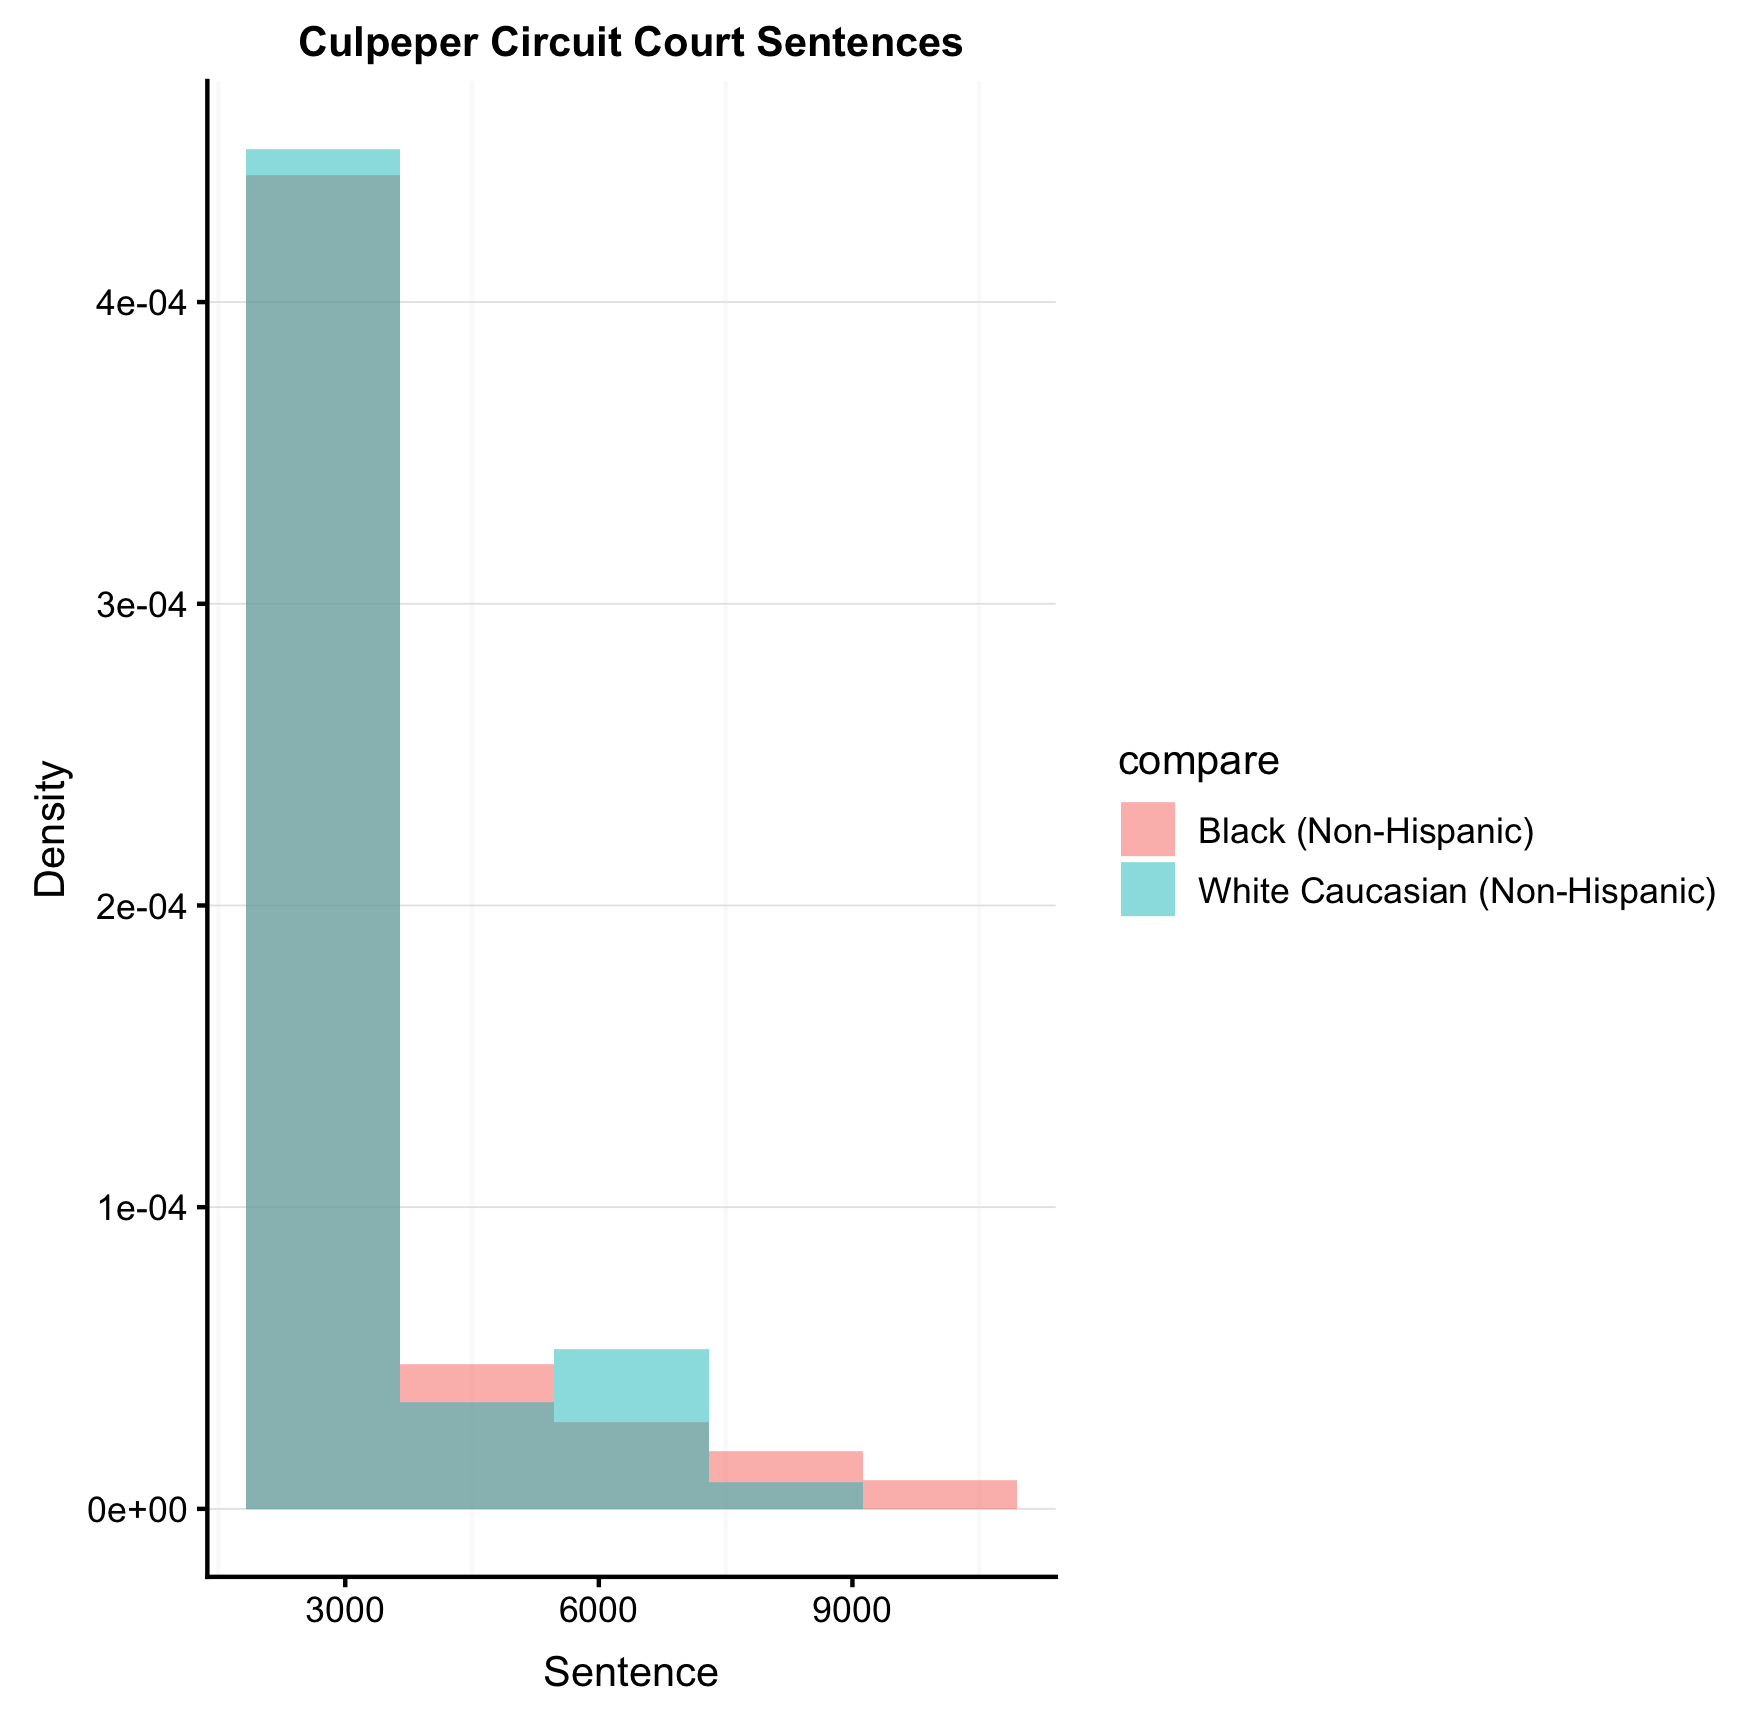 Culpeper Circuit Court Sentences
4e-04
3e-04
2e-04
1e-04
0e+00
Density
3000 6000 9000
Sentence
compare
Black (Non-Hispanic)
White Caucasian (Non-Hispanic)